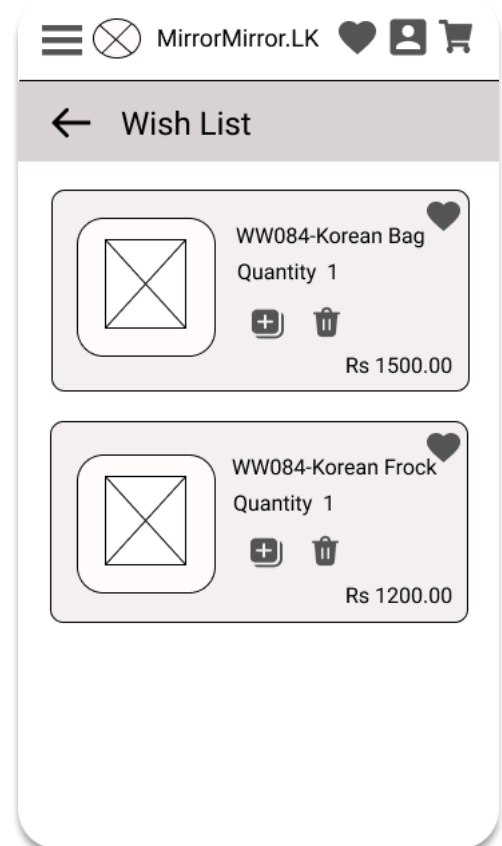 MirrorMirror.LK
Wish List
WW084-Korean Bag
Quantity 1
Rs 1500.00
WW084-Korean Frock
Quantity 1
Rs 1200.00